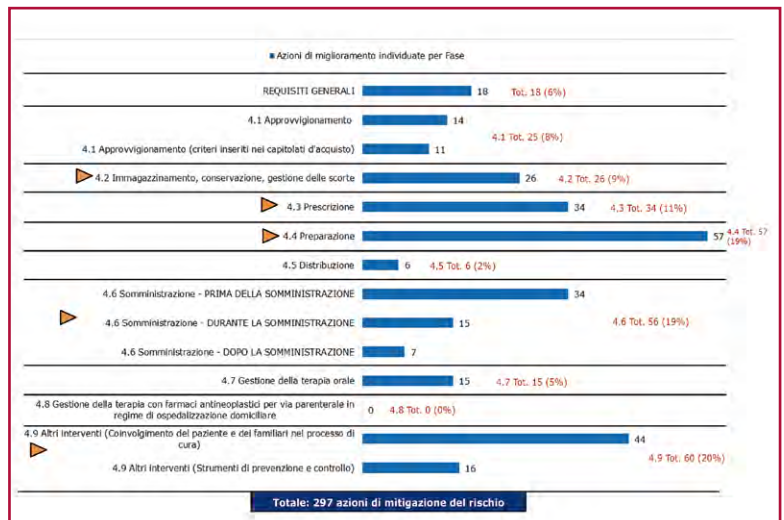 Azioni di miglioramento individuate per Fase
REQUISITI GENERALI 18 Tot. 18 (6%)
4.1 Approvvigionamento 14
4.1 Tot. 25 (8%)
4.1 Approvvigionamento (criteri inseriti nei capitolati d'acquisto) 11
4.2 Immagazzinamento, conservazione, gestione delle scorte 26 4.2 Tot. 26 (9%)
4.3 Prescrizione 34 4.3 Tot. 34 (11%)
4.4 Preparazione 57 4.4 Tot. 57
(19%)
4.5 Distribuzione 6 4.5 Tot. 6 (2%)
4.6 Somministrazione - PRIMA DELLA SOMMINISTRAZIONE 34
4.6 Somministrazione - DURANTE LA SOMMINISTRAZIONE 15 4.6 Tot. 56 (19%)
4.6 Somministrazione - DOPO LA SOMMINISTRAZIONE 7
4.7 Gestione della terapia orale 15 4.7 Tot. 15 (5%)
4.8 Gestione della terapia con farmaci antineoplastici per via parenterale in
regime di ospedalizzazione domiciliare 0 4.8 Tot. 0 (0%)
4.9 Altri interventi (Coinvolgimento del paziente e dei familiari nel processo di
cura) 44
4.9 Tot. 60 (20%)
4.9 Altri interventi (Strumenti di prevenzione e controllo) 16
Totale: 297 azioni di mitigazione del rischio